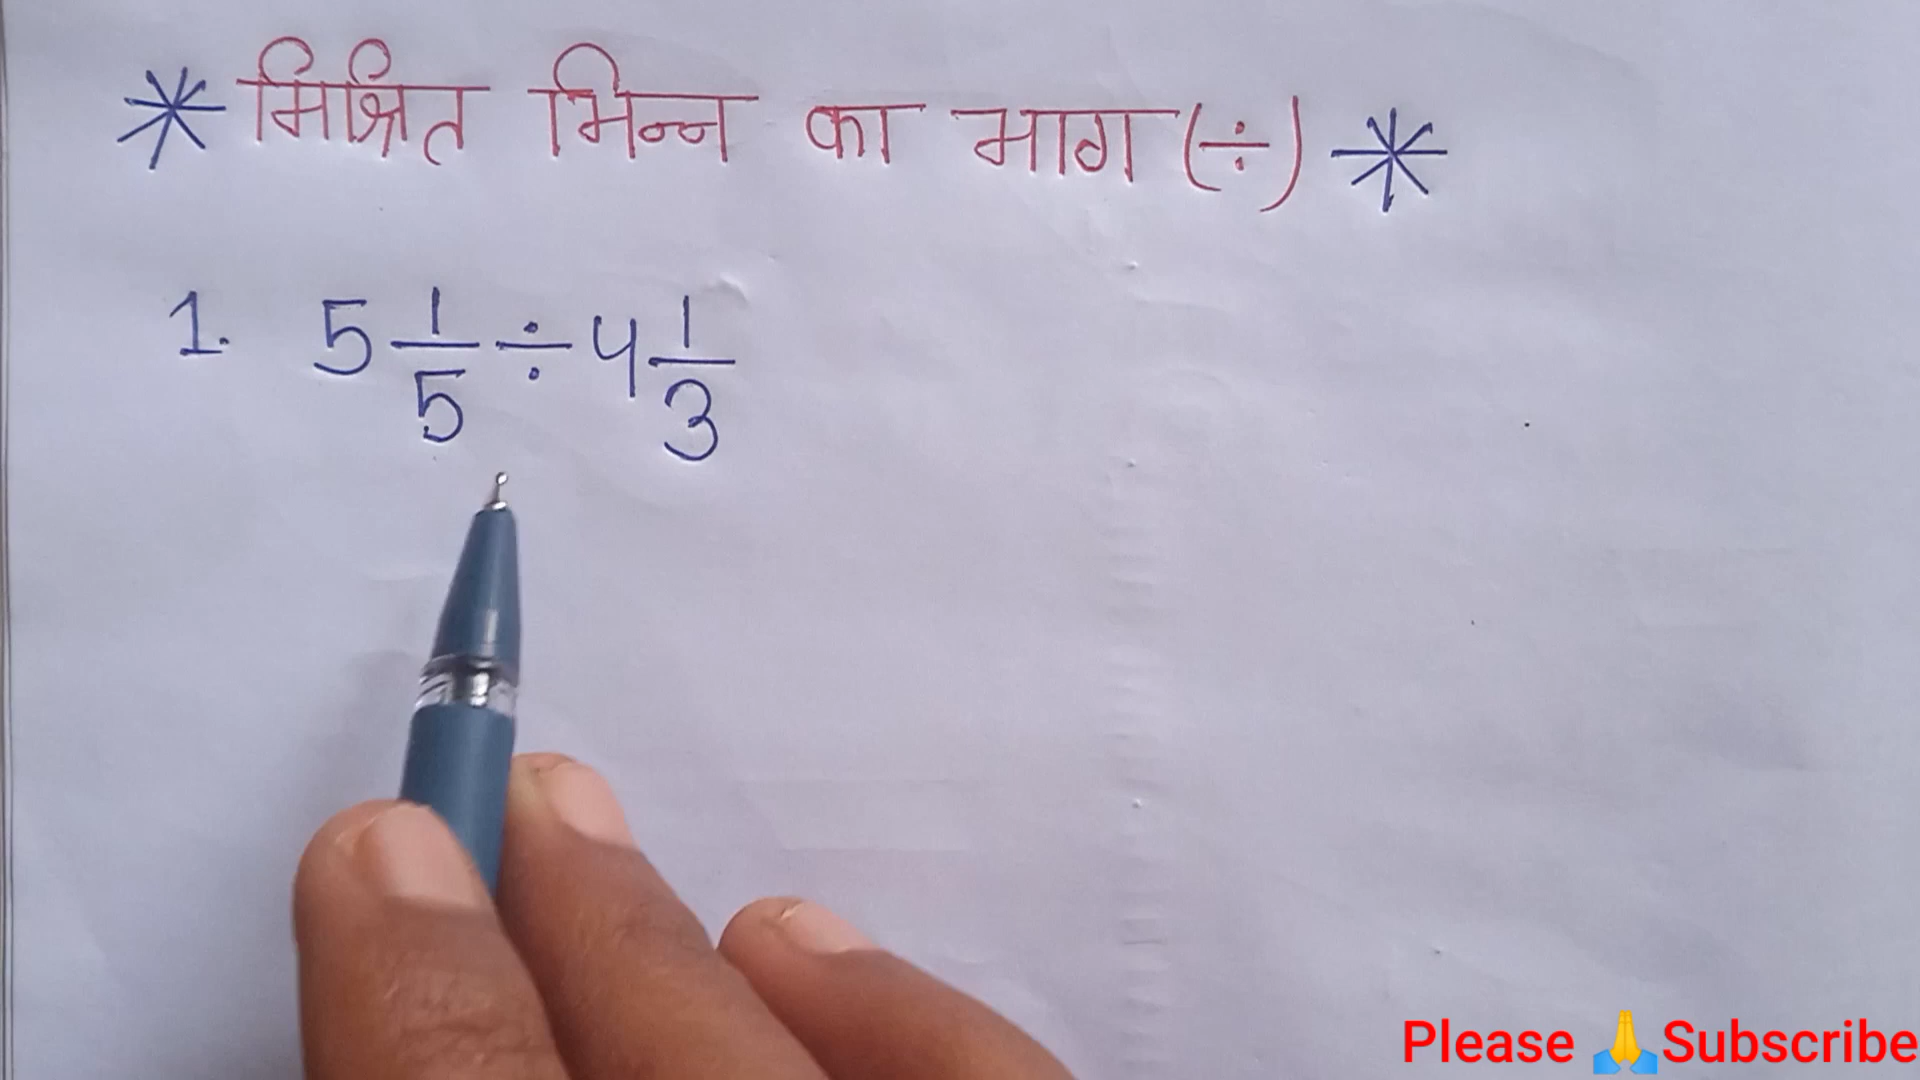 * मिश्रित भिन्न का भाग (÷) *
1. 5 1/5 ÷ 4 1/3
Please 🙏 Subscribe